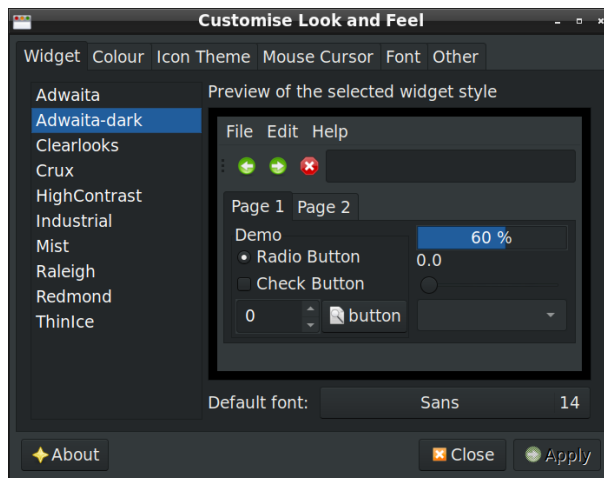 Customise Look and Feel
Widget Colour Icon Theme Mouse Cursor Font Other
Adwaita
Adwaita-dark
Clearlooks
Crux
HighContrast
Industrial
Mist
Raleigh
Redmond
ThinIce
Preview of the selected widget style
File Edit Help
Page 1 Page 2
Demo
Radio Button
Check Button
0 button
60 %
0.0
Default font: Sans 14
About Close Apply